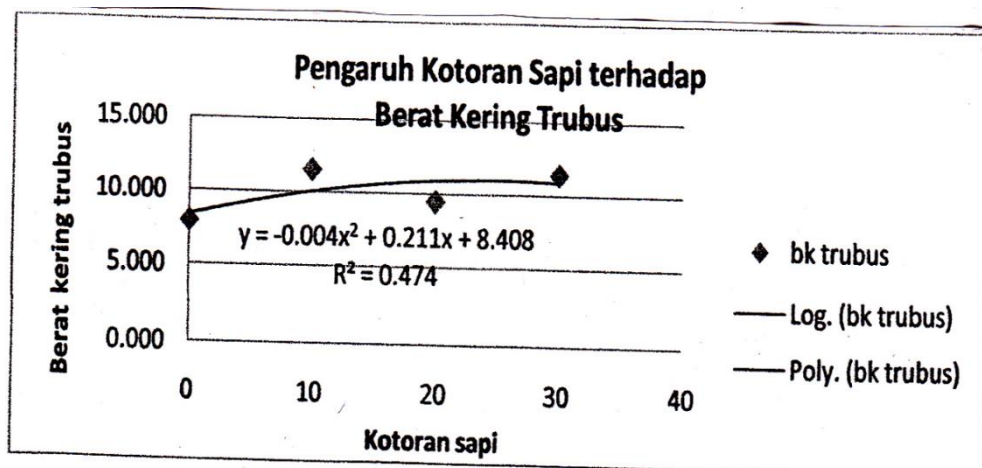 Pengaruh Kotoran Sapi terhadap
Berat Kering Trubus
15.000
10.000
5.000
0.000
Berat kering trubus
y = -0.004x² + 0.211x + 8.408
R² = 0.474
0
10
20
30
40
Kotoran sapi
bk trubus
Log. (bk trubus)
Poly. (bk trubus)